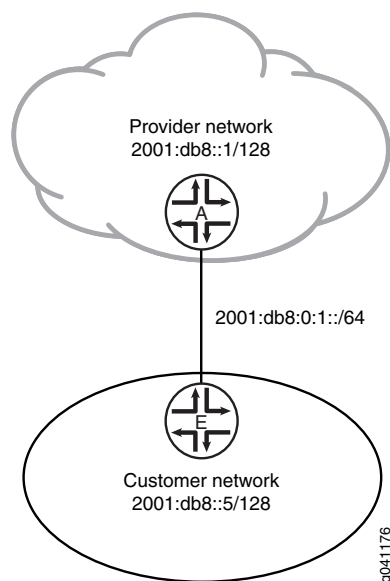 Provider network
2001:db8::1/128
A
2001:db8:0:1::/64
E
Customer network
2001:db8::5/128
g041176